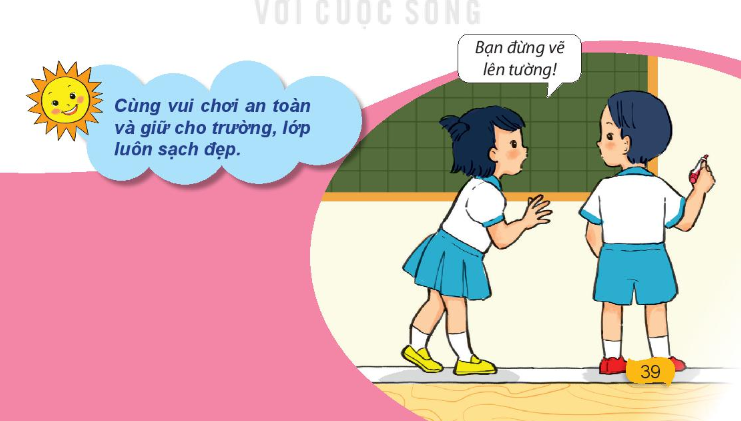 VỚI CUỘC SỐNG
Bạn đừng vẽ
lên tường!
Cùng vui chơi an toàn
và giữ cho trường, lớp
luôn sạch đẹp.
39